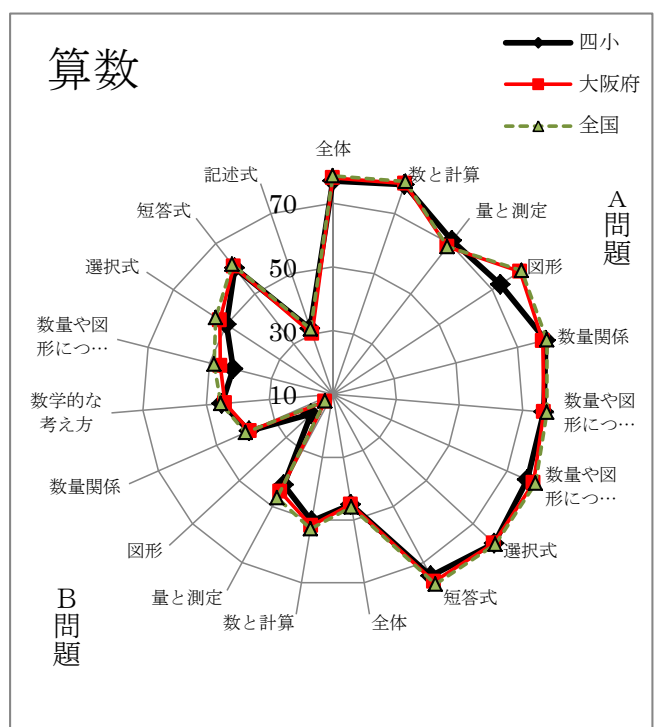 算数
四小
大阪府
全国
全体
数と計算
量と測定
図形
数量関係
数量や図
形につ…
数量や図
形につ…
選択式
短答式
全体
数と計算
量と測定
図形
数量関係
数学的な
考え方
数量や図
形につ…
選択式
短答式
記述式
70
50
30
10
A
問
題
B
問
題